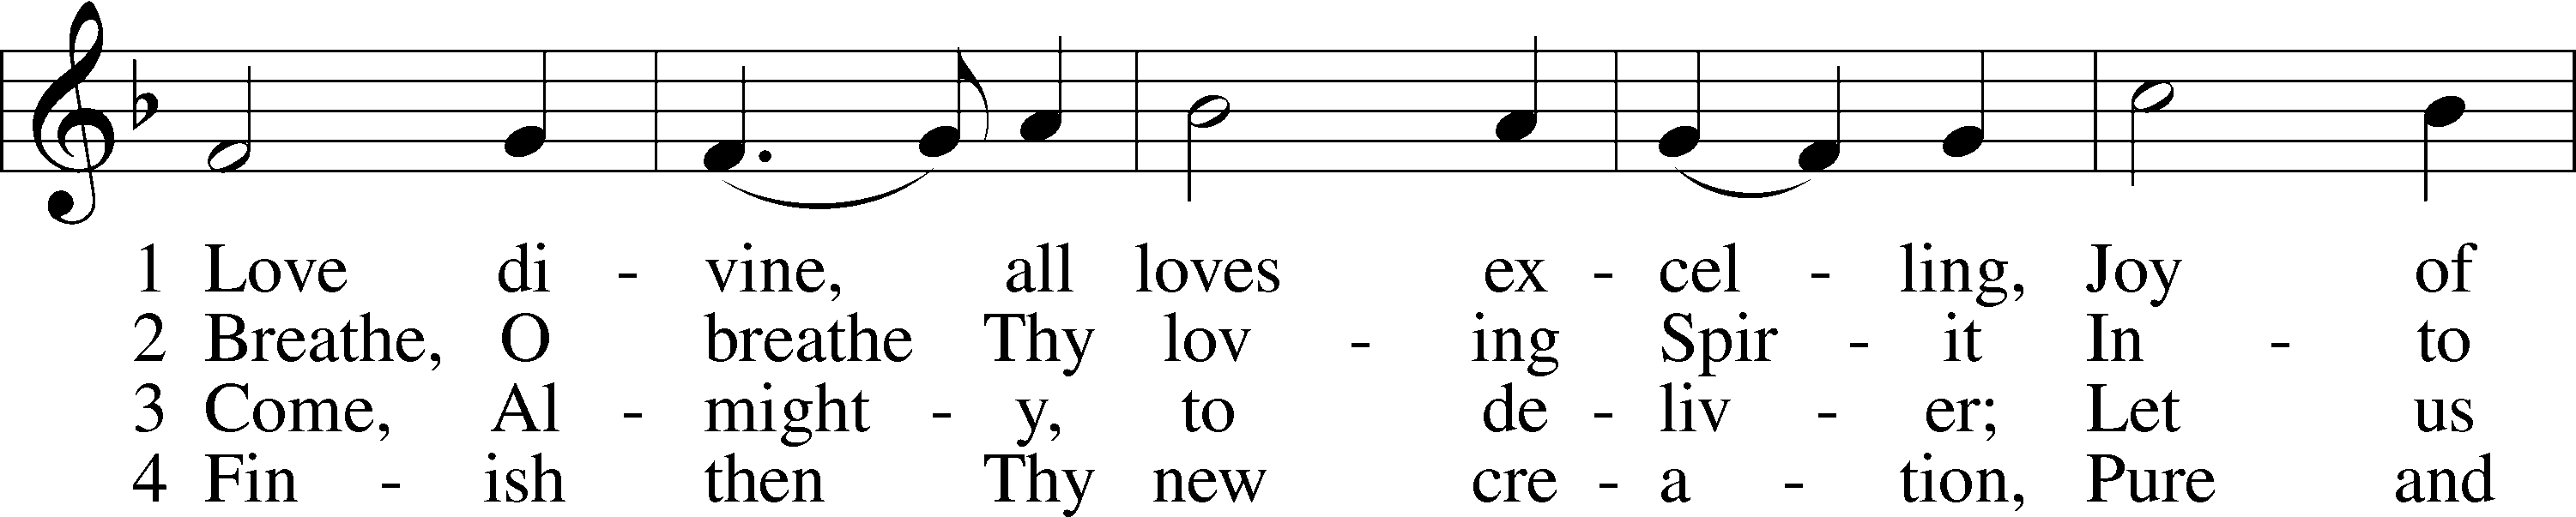 1 Love di - vine, all loves ex - cel - ling, Joy of
2 Breathe, O breathe Thy lov - ing Spir - it In - to
3 Come, Al - might - y, to de - liv - er; Let us
4 Fin - ish then Thy new cre - a - tion, Pure and